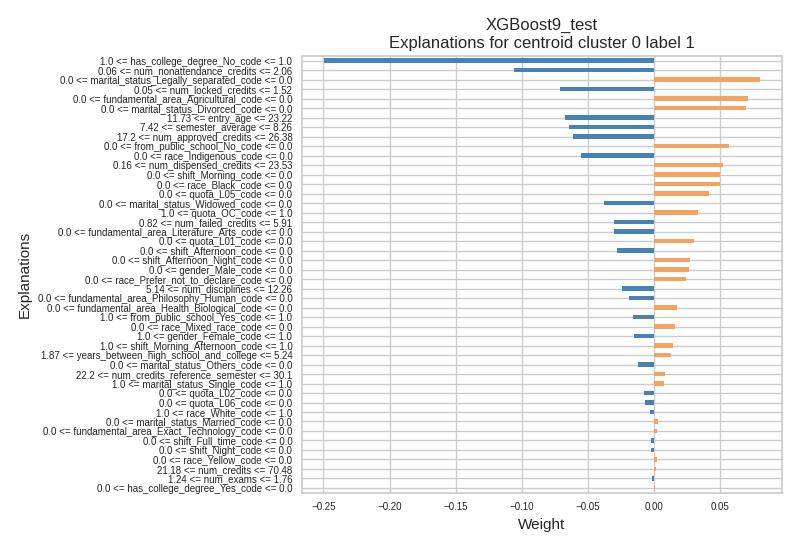 XGBoost9_test
Explanations for centroid cluster 0 label 1
1.0 <= has_college_degree_No_code <= 1.0
0.06 <= num_nonattendance_credits <= 2.06
0.0 <= marital_status_Legally_separated_code <= 0.0
0.05 <= num_locked_credits <= 1.52
0.0 <= fundamental_area_Agricultural_code <= 0.0
0.0 <= marital_status_Divorced_code <= 0.0
11.73 <= entry_age <= 23.22
7.42 <= semester_average <= 8.26
17.2 <= num_approved_credits <= 26.38
0.0 <= from_public_school_No_code <= 0.0
0.0 <= race_Indigenous_code <= 0.0
0.16 <= num_dispensed_credits <= 23.53
0.0 <= shift_Morning_code <= 0.0
0.0 <= race_Black_code <= 0.0
0.0 <= quota_L05_code <= 0.0
0.0 <= marital_status_Widowed_code <= 0.0
1.0 <= quota_OC_code <= 1.0
0.82 <= num_failed_credits <= 5.91
0.0 <= fundamental_area_Literature_Arts_code <= 0.0
0.0 <= quota_L01_code <= 0.0
0.0 <= shift_Afternoon_code <= 0.0
0.0 <= shift_Afternoon_Night_code <= 0.0
0.0 <= gender_Male_code <= 0.0
0.0 <= race_Prefer_not_to_declare_code <= 0.0
5.14 <= num_disciplines <= 12.26
0.0 <= fundamental_area_Philosophy_Human_code <= 0.0
0.0 <= fundamental_area_Health_Biological_code <= 0.0
1.0 <= from_public_school_Yes_code <= 1.0
0.0 <= race_Mixed_race_code <= 0.0
1.0 <= gender_Female_code <= 1.0
1.0 <= shift_Morning_Afternoon_code <= 1.0
1.87 <= years_between_high_school_and_college <= 5.24
0.0 <= marital_status_Others_code <= 0.0
22.2 <= num_credits_reference_semester <= 30.1
1.0 <= marital_status_Single_code <= 1.0
0.0 <= quota_L02_code <= 0.0
0.0 <= quota_L06_code <= 0.0
1.0 <= race_White_code <= 1.0
0.0 <= marital_status_Married_code <= 0.0
0.0 <= fundamental_area_Exact_Technology_code <= 0.0
0.0 <= shift_Full_time_code <= 0.0
0.0 <= shift_Night_code <= 0.0
0.0 <= race_Yellow_code <= 0.0
21.18 <= num_credits <= 70.48
1.24 <= num_exams <= 1.76
0.0 <= has_college_degree_Yes_code <= 0.0
Explanations
−0.25 −0.20 −0.15 −0.10 −0.05 0.00 0.05
Weight